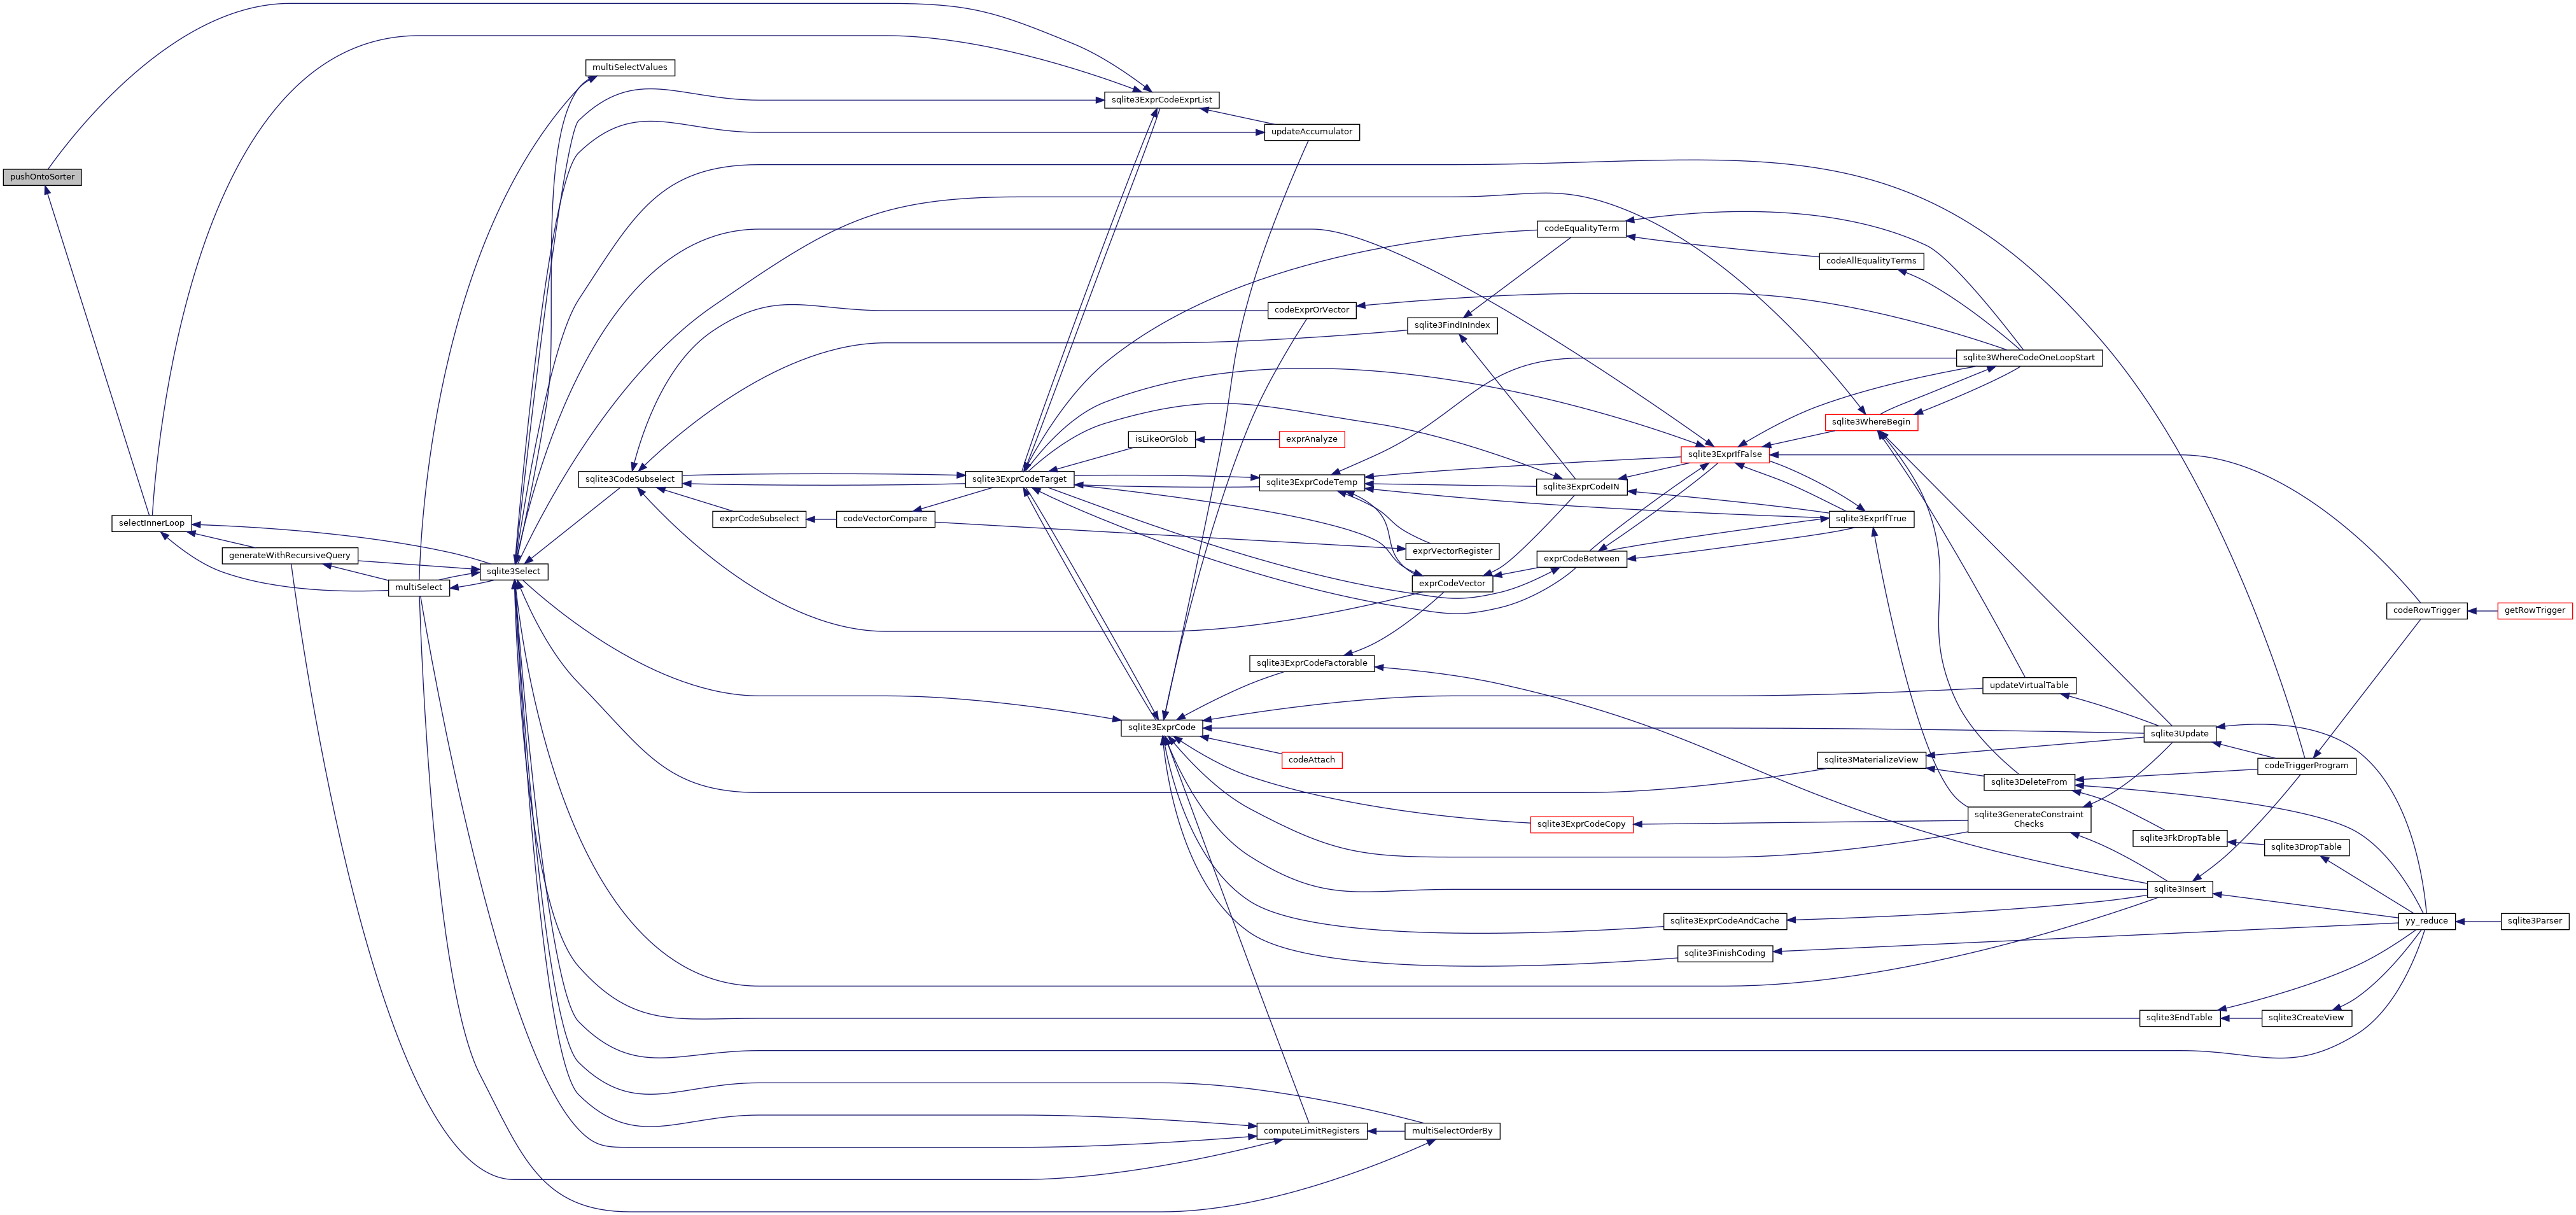 multiSelectValues
sqlite3ExprCodeExprList
updateAccumulator
pushOntoSorter
codeEqualityTerm
codeAllEqualityTerms
codeExprOrVector
sqlite3FindInIndex
sqlite3WhereCodeOneLoopStart
sqlite3WhereBegin
isLikeOrGlob
exprAnalyze
sqlite3ExprIfFalse
sqlite3CodeSubselect
sqlite3ExprCodeTarget
sqlite3ExprCodeTemp
sqlite3ExprCodeIN
exprCodeSubselect
codeVectorCompare
sqlite3ExprIfTrue
selectInnerLoop
exprVectorRegister
generateWithRecursiveQuery
exprCodeBetween
sqlite3Select
exprCodeVector
multiSelect
codeRowTrigger
getRowTrigger
sqlite3ExprCodeFactorable
updateVirtualTable
sqlite3ExprCode
sqlite3Update
codeAttach
sqlite3MaterializeView
codeTriggerProgram
sqlite3DeleteFrom
sqlite3ExprCodeCopy
sqlite3GenerateConstraint
Checks
sqlite3FkDropTable
sqlite3DropTable
sqlite3Insert
sqlite3ExprCodeAndCache
yy_reduce
sqlite3Parser
sqlite3FinishCoding
sqlite3EndTable
sqlite3CreateView
computeLimitRegisters
multiSelectOrderBy